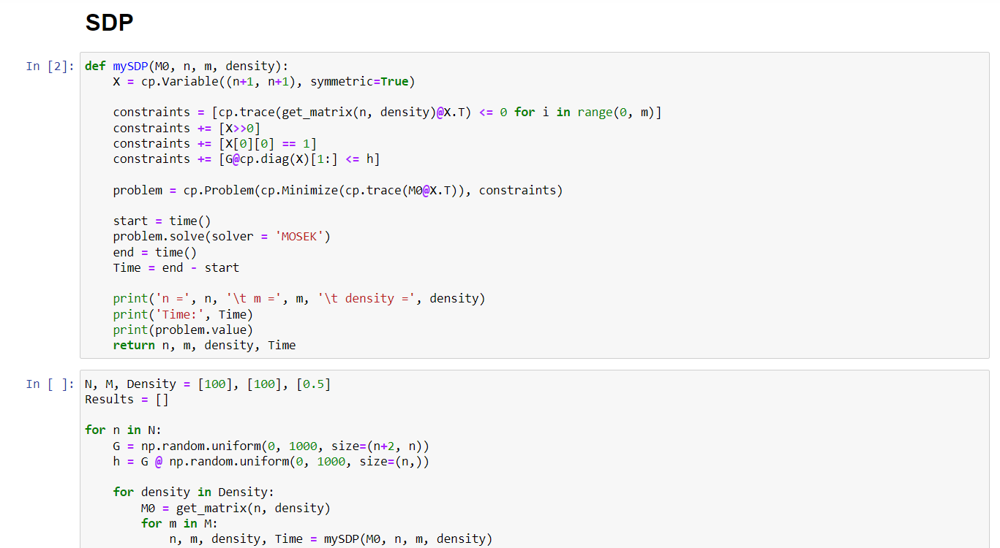 SDP
In [2]: def mySDP(M0, n, m, density):
    X = cp.Variable((n+1, n+1), symmetric=True)
    constraints = [cp.trace(get_matrix(n, density)@X.T) <= 0 for i in range(0, m)]
    constraints += [X>>0]
    constraints += [X[0][0] == 1]
    constraints += [G@cp.diag(X)[1:] <= h]
    problem = cp.Problem(cp.Minimize(cp.trace(M0@X.T)), constraints)
    start = time()
    problem.solve(solver = 'MOSEK')
    end = time()
    Time = end - start
    print('n =', n, '\t m =', m, '\t density =', density)
    print('Time:', Time)
    print(problem.value)
    return n, m, density, Time
In [ ]: N, M, Density = [100], [100], [0.5]
Results = []
for n in N:
    G = np.random.uniform(0, 1000, size=(n+2, n))
    h = G @ np.random.uniform(0, 1000, size=(n,))
    for density in Density:
        M0 = get_matrix(n, density)
        for m in M:
            n, m, density, Time = mySDP(M0, n, m, density)